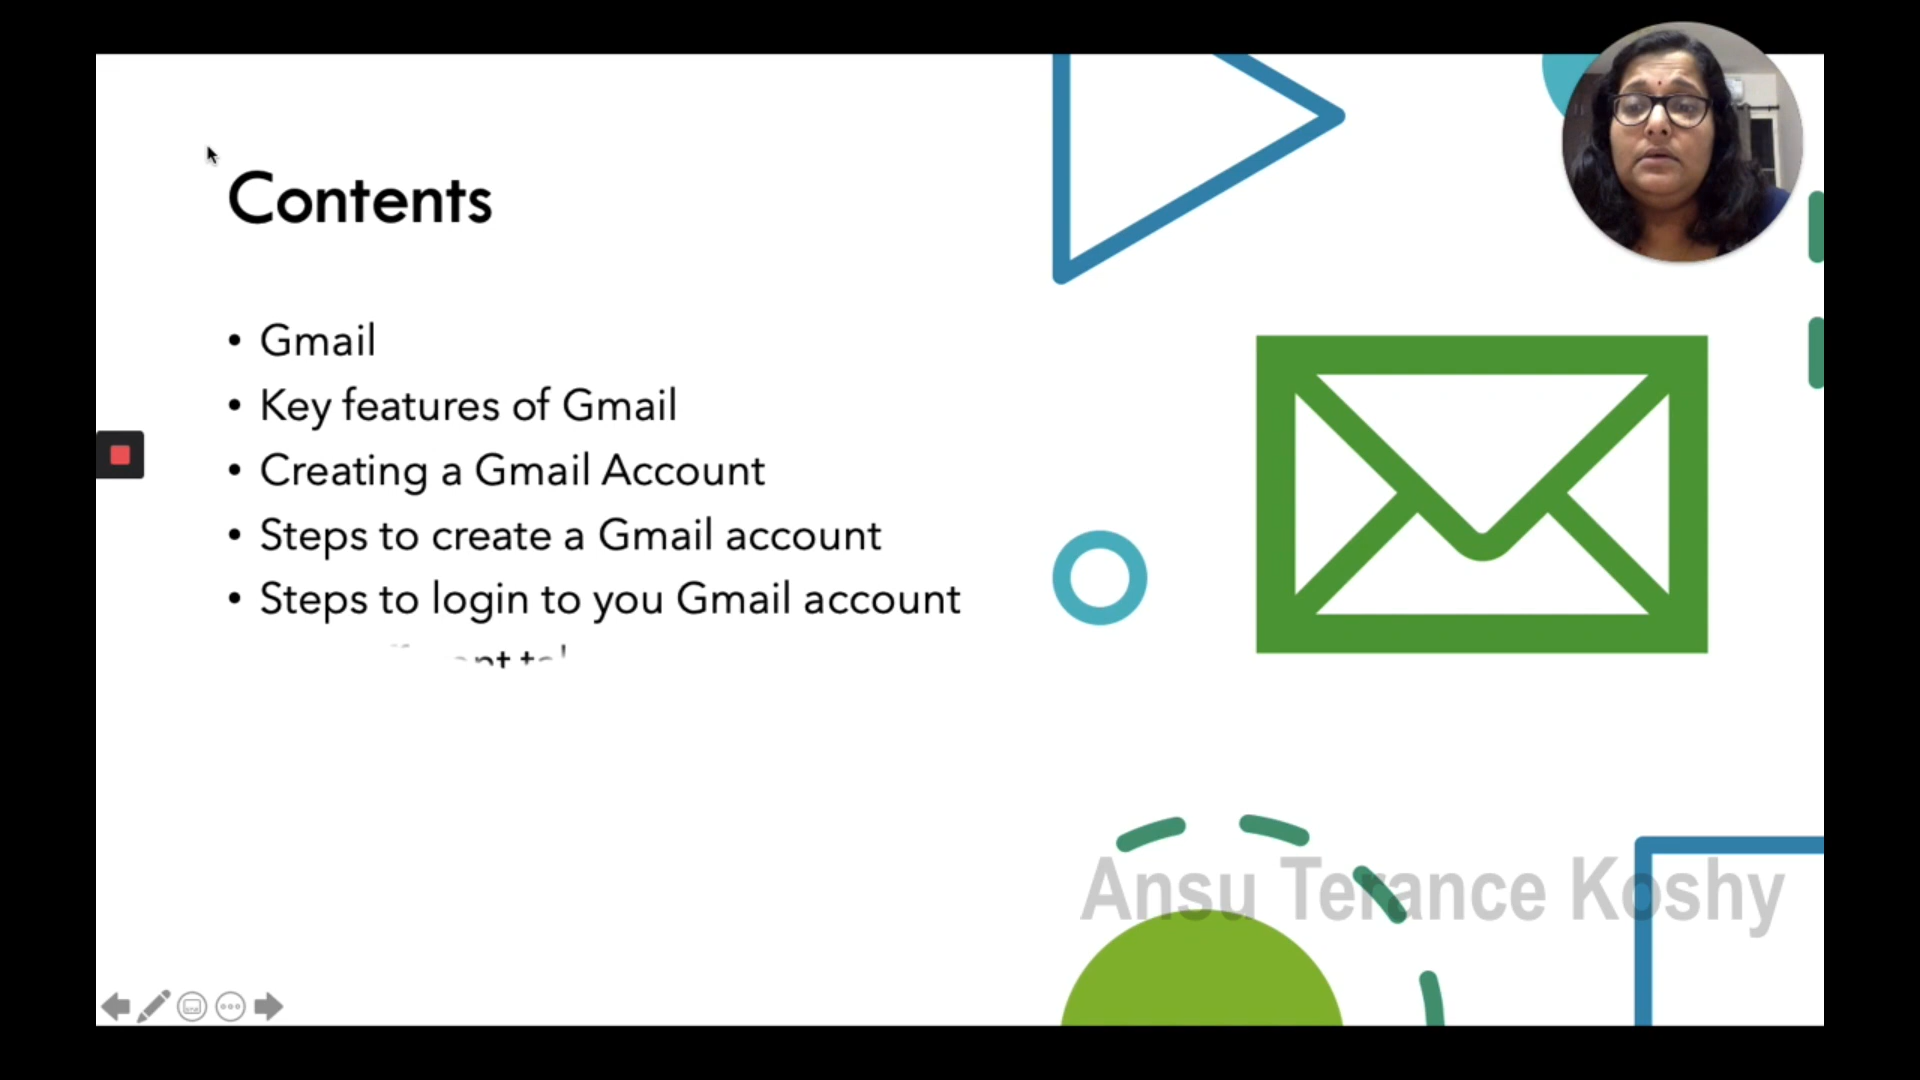 Contents
• Gmail
• Key features of Gmail
• Creating a Gmail Account
• Steps to create a Gmail account
• Steps to login to you Gmail account
Ansu Terance Koshy